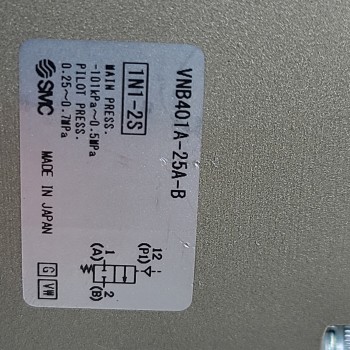 VNB401A-25A-B
1N1-2S
MAIN PRESS.
-101kPa～0.5MPa
PILOT PRESS.
0.25～0.7MPa
SMC
MADE IN JAPAN
12
(P1)
1
(A)
2
(B)
G VW